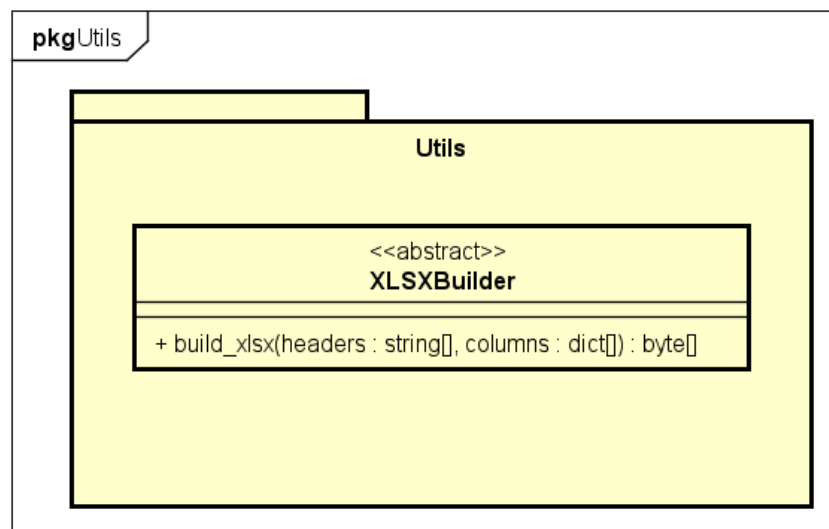 pkgUtils
Utils
<<abstract>>
XLSXBuilder
+ build_xlsx(headers : string[], columns : dict[]) : byte[]